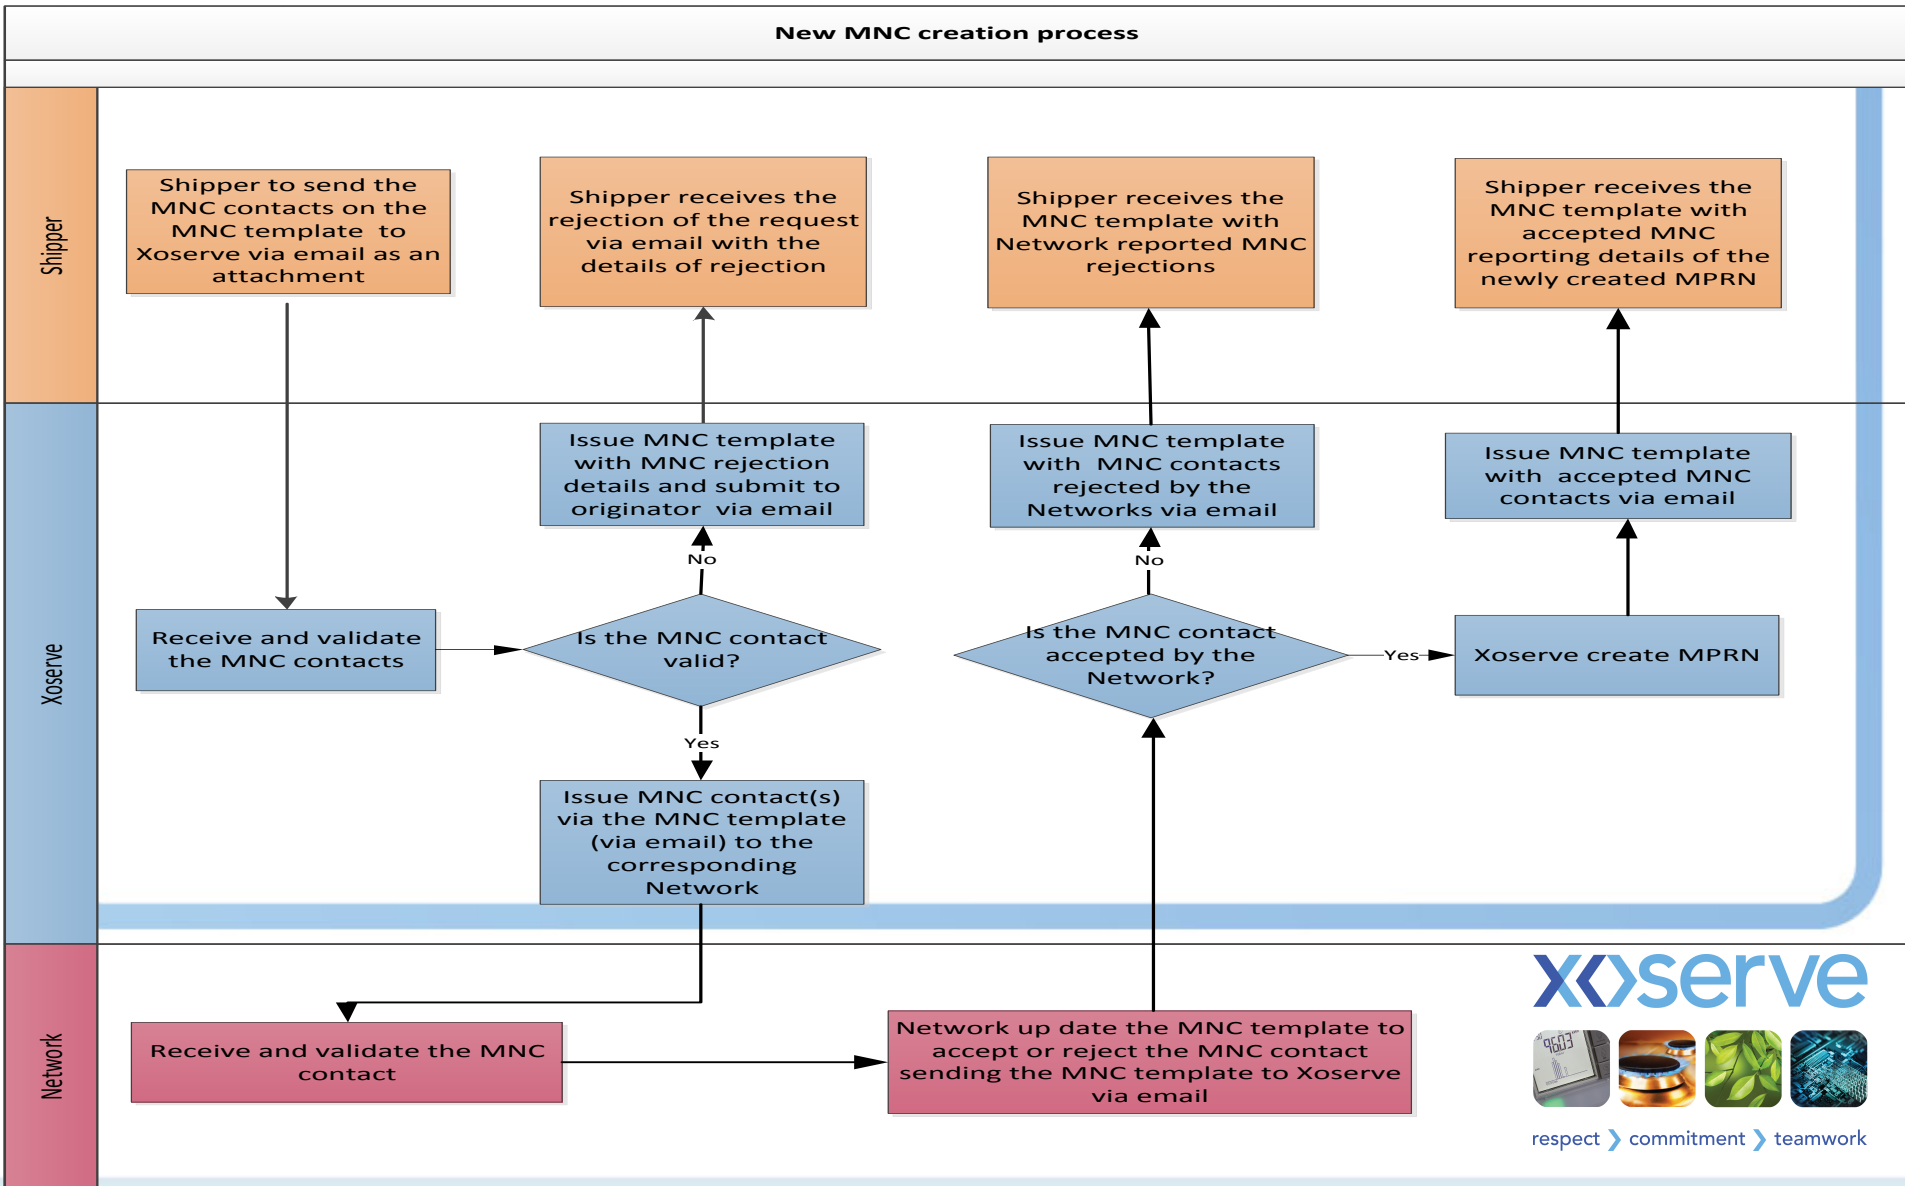 New MNC creation process
Shipper
Shipper to send the
MNC contacts on the
MNC template to
Xoserve via email as an
attachment
Shipper receives the
rejection of the request
via email with the
details of rejection
Shipper receives the
MNC template with
Network reported MNC
rejections
Shipper receives the
MNC template with
accepted MNC
reporting details of the
newly created MPRN
Xoserve
Issue MNC template
with MNC rejection
details and submit to
originator via email
Issue MNC template
with MNC contacts
rejected by the
Networks via email
Issue MNC template
with accepted MNC
contacts via email
No
No
Receive and validate
the MNC contacts
Is the MNC contact
valid?
Is the MNC contact
accepted by the
Network?
Yes
Xoserve create MPRN
Yes
Issue MNC contact(s)
via the MNC template
(via email) to the
corresponding
Network
Network
Receive and validate the MNC
contact
Network up date the MNC template to
accept or reject the MNC contact
sending the MNC template to Xoserve
via email
xoserve
9603
respect ❯ commitment ❯ teamwork